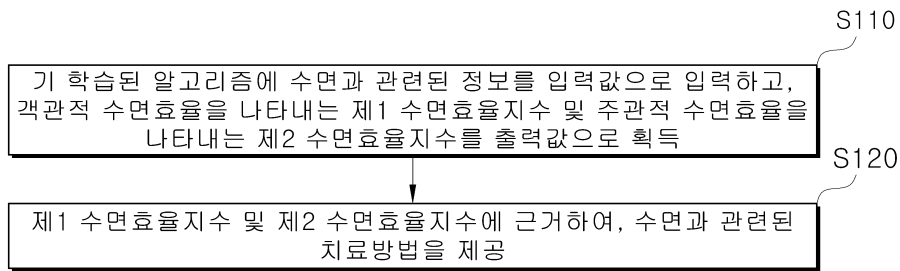 S110
기 학습된 알고리즘에 수면과 관련된 정보를 입력값으로 입력하고,
객관적 수면효율을 나타내는 제1 수면효율지수 및 주관적 수면효율을
나타내는 제2 수면효율지수를 출력값으로 획득
S120
제1 수면효율지수 및 제2 수면효율지수에 근거하여, 수면과 관련된
치료방법을 제공